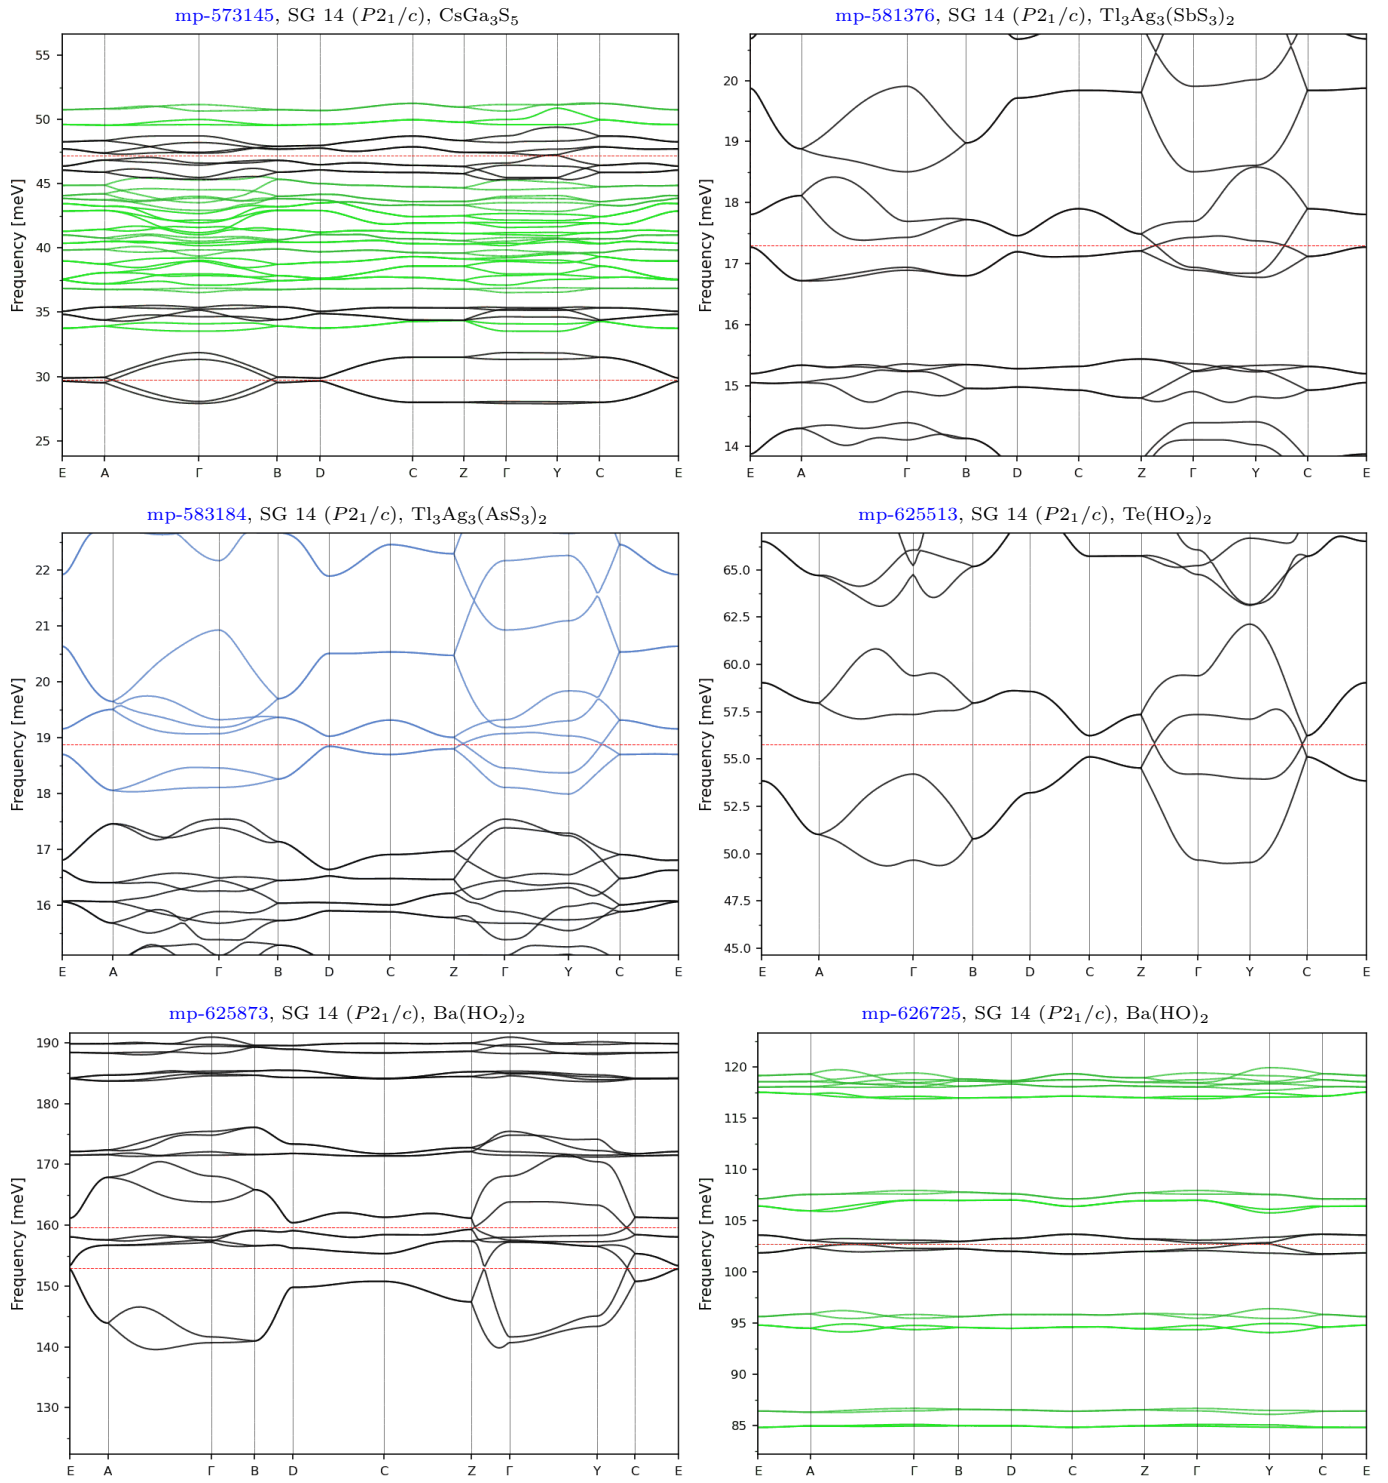 mp-573145, SG 14 (P2₁/c), CsGa₃S₅
Frequency [meV]
55
50
45
40
35
30
25
E A Γ B D C Z Γ Y C E
mp-581376, SG 14 (P2₁/c), Tl₃Ag₃(SbS₃)₂
Frequency [meV]
20
19
18
17
16
15
14
E A Γ B D C Z Γ Y C E
mp-583184, SG 14 (P2₁/c), Tl₃Ag₃(AsS₃)₂
Frequency [meV]
22
21
20
19
18
17
16
E A Γ B D C Z Γ Y C E
mp-625513, SG 14 (P2₁/c), Te(HO₂)₂
Frequency [meV]
65.0
62.5
60.0
57.5
55.0
52.5
50.0
47.5
45.0
E A Γ B D C Z Γ Y C E
mp-625873, SG 14 (P2₁/c), Ba(HO₂)₂
Frequency [meV]
190
180
170
160
150
140
130
E A Γ B D C Z Γ Y C E
mp-626725, SG 14 (P2₁/c), Ba(HO)₂
Frequency [meV]
120
115
110
105
100
95
90
85
E A Γ B D C Z Γ Y C E